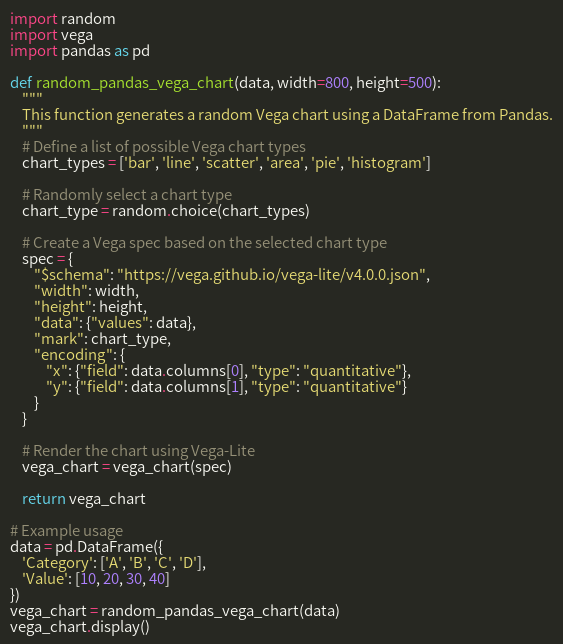 import random
import vega
import pandas as pd

def random_pandas_vega_chart(data, width=800, height=500):
    """
    This function generates a random Vega chart using a DataFrame from Pandas.
    """
    # Define a list of possible Vega chart types
    chart_types = ['bar', 'line', 'scatter', 'area', 'pie', 'histogram']

    # Randomly select a chart type
    chart_type = random.choice(chart_types)

    # Create a Vega spec based on the selected chart type
    spec = {
        "$schema": "https://vega.github.io/vega-lite/v4.0.0.json",
        "width": width,
        "height": height,
        "data": {"values": data},
        "mark": chart_type,
        "encoding": {
            "x": {"field": data.columns[0], "type": "quantitative"},
            "y": {"field": data.columns[1], "type": "quantitative"}
        }
    }

    # Render the chart using Vega-Lite
    vega_chart = vega_chart(spec)

    return vega_chart

# Example usage
data = pd.DataFrame({
    'Category': ['A', 'B', 'C', 'D'],
    'Value': [10, 20, 30, 40]
})
vega_chart = random_pandas_vega_chart(data)
vega_chart.display()